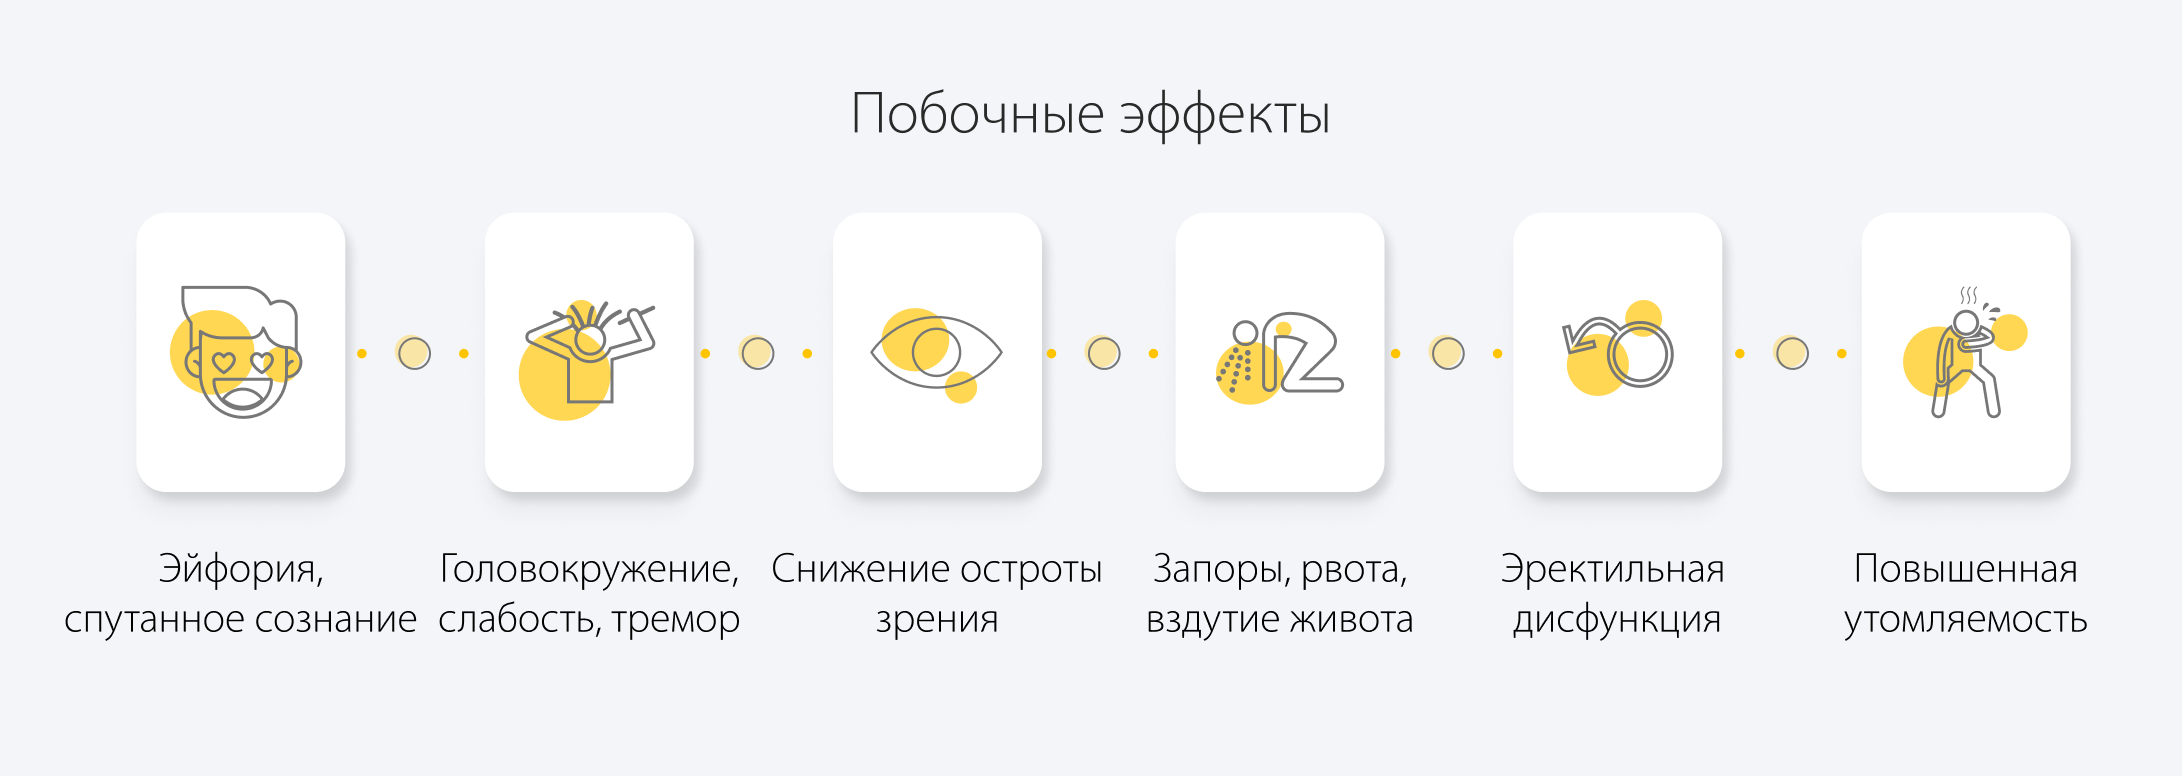 Побочные эффекты
Эйфория,
спутанное сознание
Головокружение,
слабость, тремор
Снижение остроты
зрения
Запоры, рвота,
вздутие живота
Эректильная
дисфункция
Повышенная
утомляемость